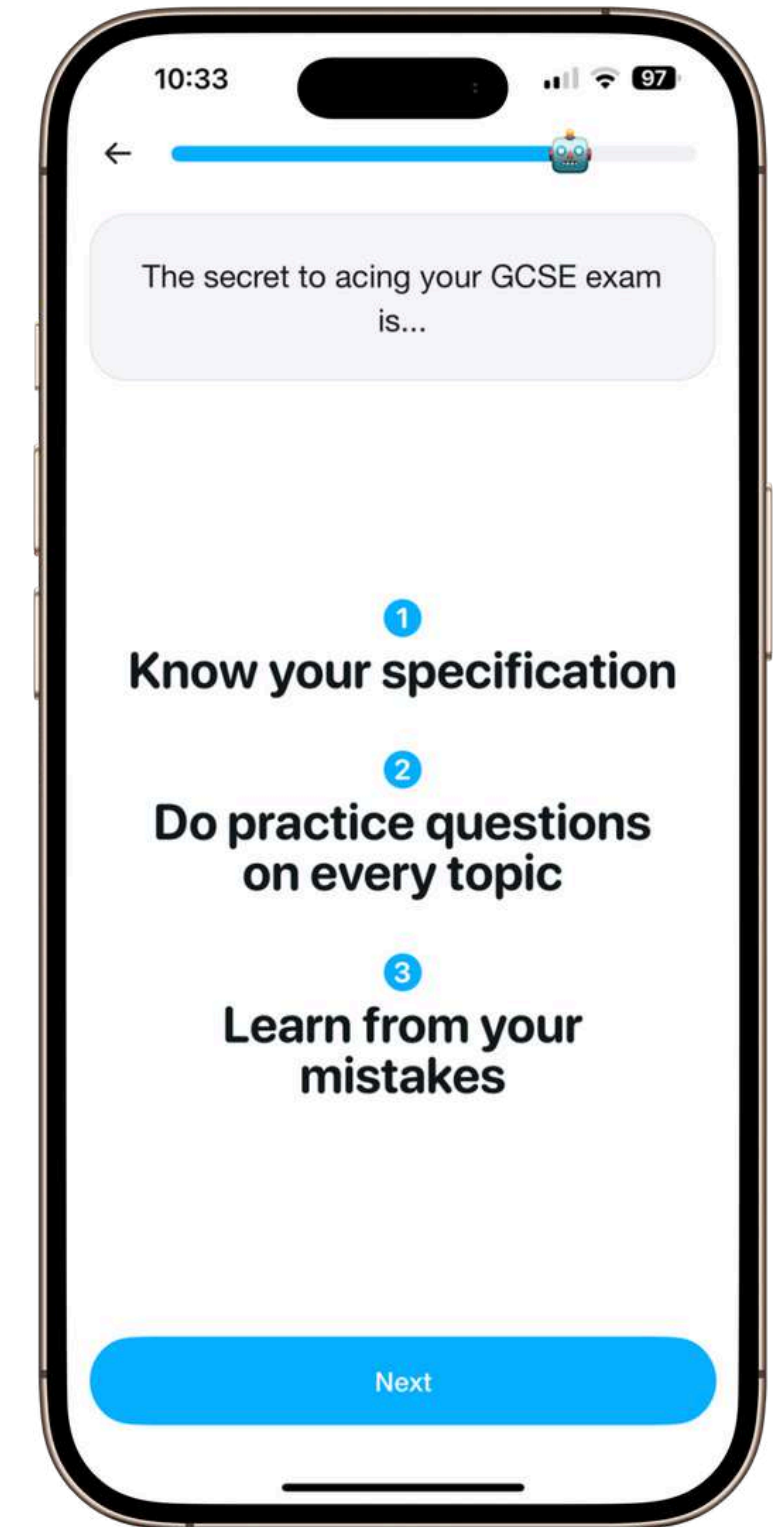 10:33
97
The secret to acing your GCSE exam
is...
1
Know your specification
2
Do practice questions
on every topic
3
Learn from your
mistakes
Next